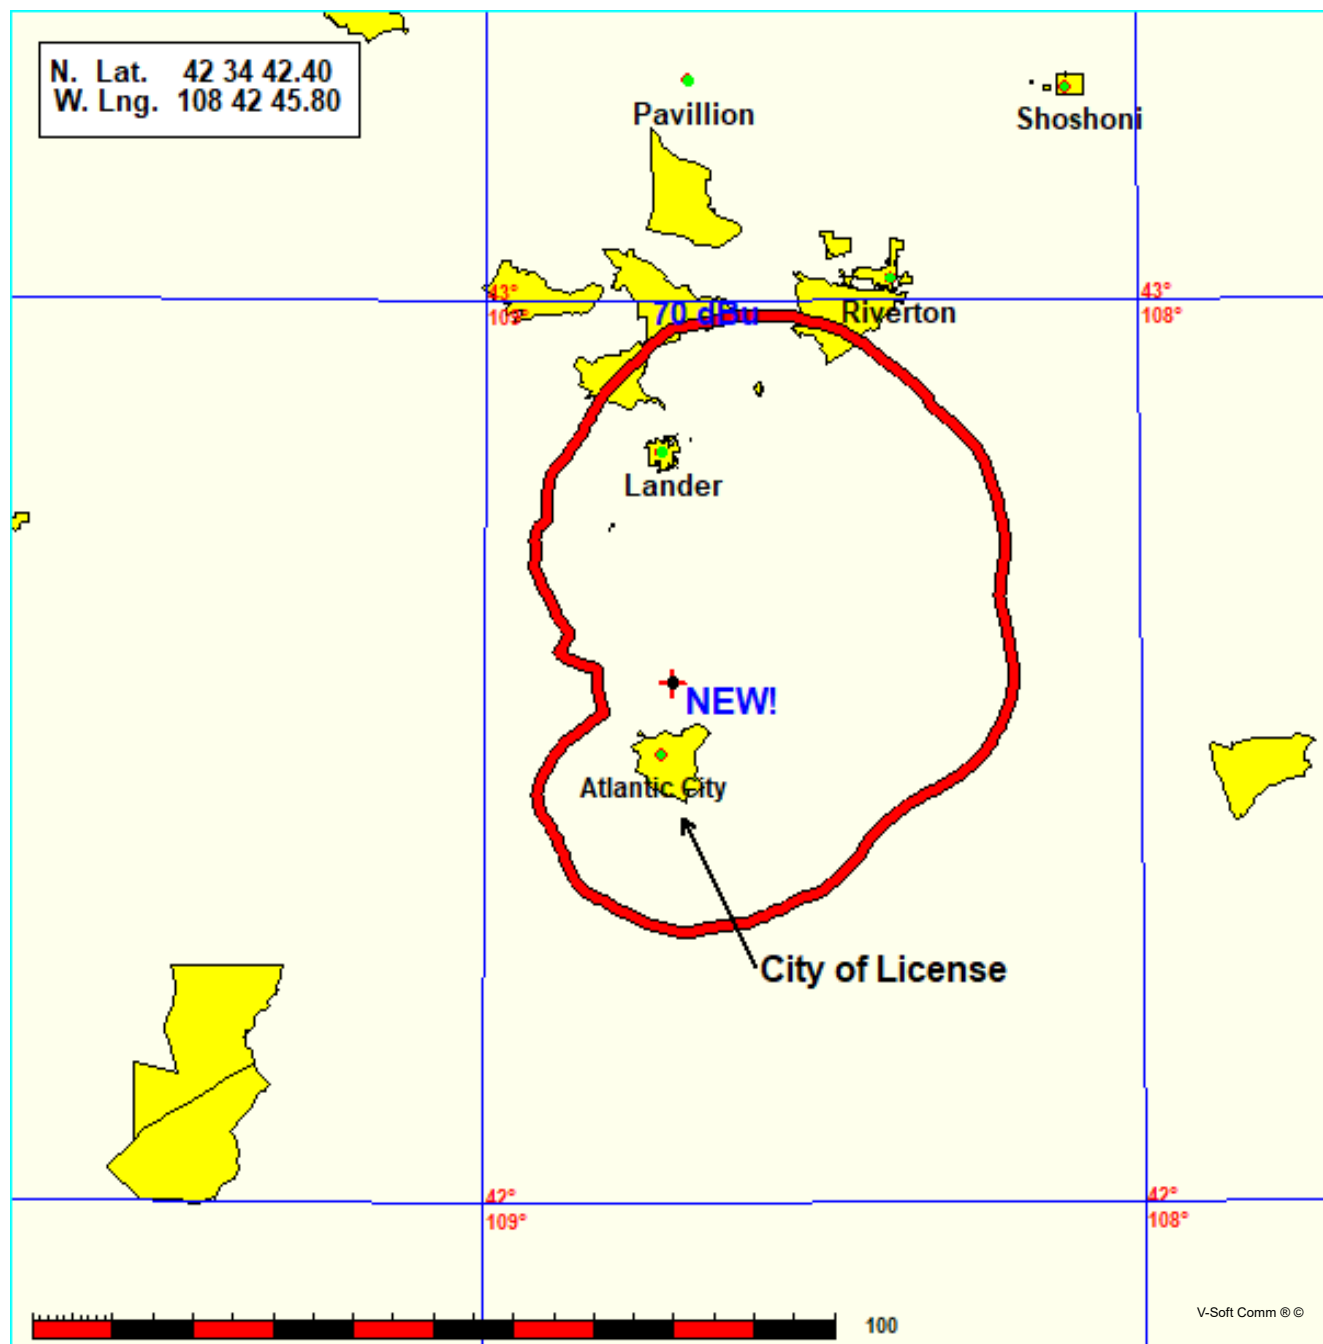 N. Lat. 42 34 42.40
W. Lng. 108 42 45.80
Pavillion
Shoshoni
43°
109°
43°
108°
70 dBu
Riverton
Lander
NEW!
Atlantic City
City of License
42°
109°
42°
108°
V-Soft Comm ® ©
100